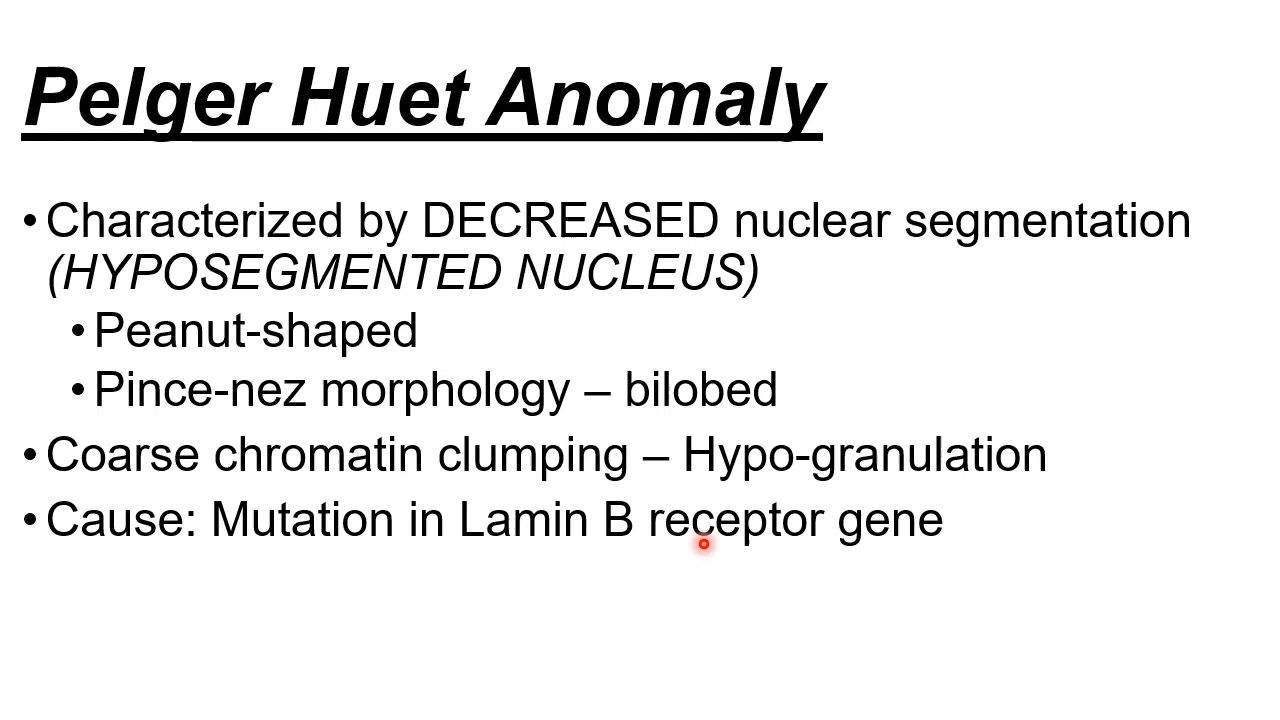 Pelger Huet Anomaly
• Characterized by DECREASED nuclear segmentation
(HYPOSEGMENTED NUCLEUS)
• Peanut-shaped
• Pince-nez morphology – bilobed
• Coarse chromatin clumping – Hypo-granulation
• Cause: Mutation in Lamin B receptor gene